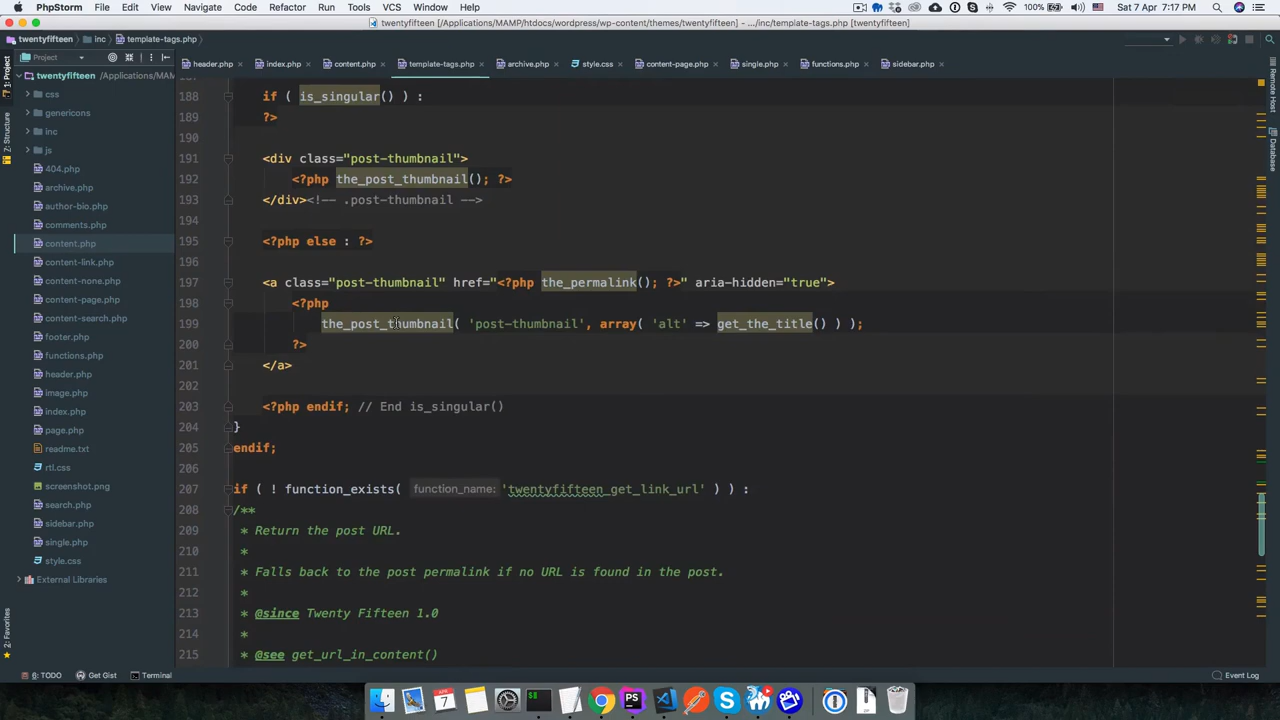 PhpStorm File Edit View Navigate Code Refactor Run Tools VCS Window Help 100% Sat 7 Apr 7:17 PM
twentyfifteen [/Applications/MAMP/htdocs/wordpress/wp-content/themes/twentyfifteen] - .../inc/template-tags.php [twentyfifteen]
twentyfifteen inc template-tags.php
Project
header.php index.php content.php template-tags.php archive.php style.css content-page.php single.php functions.php sidebar.php
twentyfifteen /Applications/MAM
css
genericons
inc
js
404.php
archive.php
author-bio.php
comments.php
content.php
content-link.php
content-none.php
content-page.php
content-search.php
footer.php
functions.php
header.php
image.php
index.php
page.php
readme.txt
rtl.css
screenshot.png
search.php
sidebar.php
single.php
style.css
External Libraries
1: Project
7: Structure
2: Favorites
188 if ( is_singular() ) :
189 ?>
190
191 <div class="post-thumbnail">
192 <?php the_post_thumbnail(); ?>
193 </div><!-- .post-thumbnail -->
194
195 <?php else : ?>
196
197 <a class="post-thumbnail" href="<?php the_permalink(); ?>" aria-hidden="true">
198 <?php
199 the_post_thumbnail( 'post-thumbnail', array( 'alt' => get_the_title() ) );
200 ?>
201 </a>
202
203 <?php endif; // End is_singular()
204 }
205 endif;
206
207 if ( ! function_exists( function_name: 'twentyfifteen_get_link_url' ) ) :
208 /**
209 * Return the post URL.
210 *
211 * Falls back to the post permalink if no URL is found in the post.
212 *
213 * @since Twenty Fifteen 1.0
214 *
215 * @see get_url_in_content()
Remote Host
Database
6: TODO Get Gist Terminal Event Log